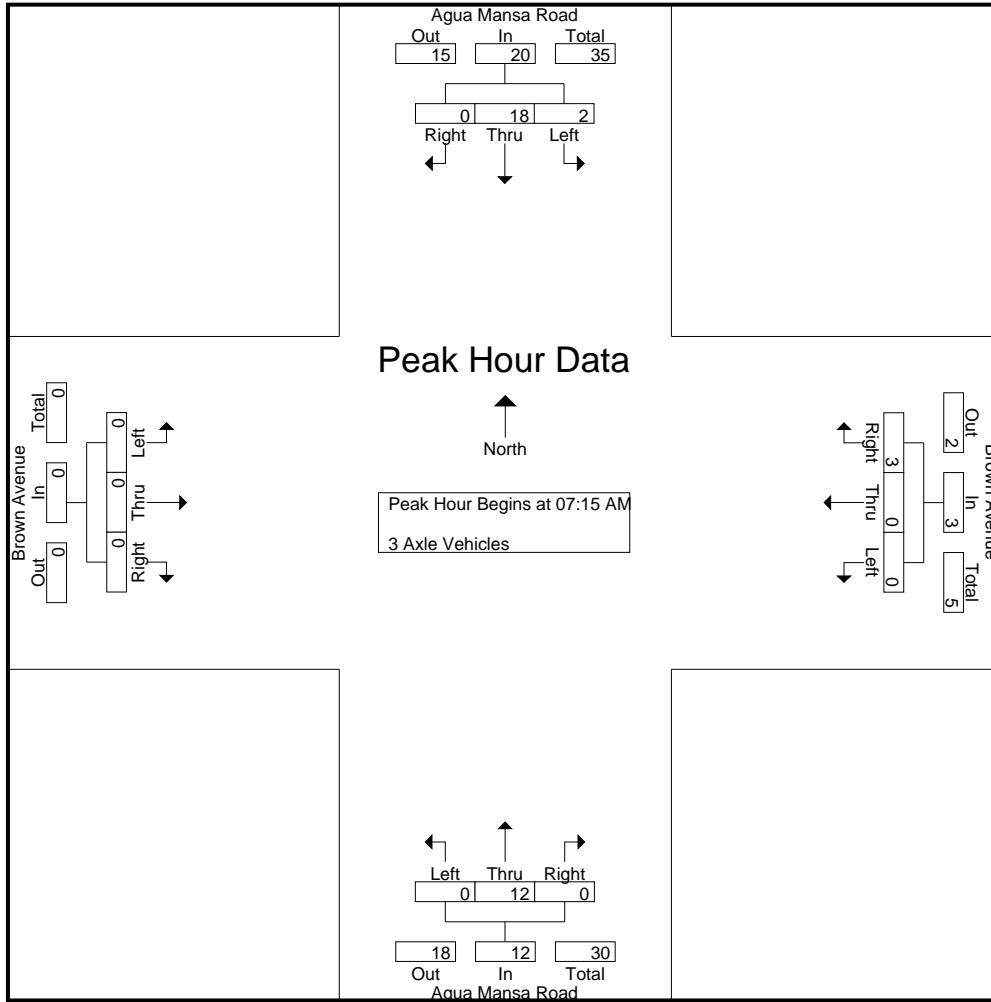 Agua Mansa Road
Out In Total
15 20 35
0 18 2
Right Thru Left
Peak Hour Data
North
Peak Hour Begins at 07:15 AM
3 Axle Vehicles
Brown Avenue
Total In Out
0 0 0
0 0 0
Left Thru Right
Right Thru Left
3 0 0
2 3 5
Out In Total
Brown Avenue
Left Thru Right
0 12 0
18 12 30
Out In Total
Agua Mansa Road